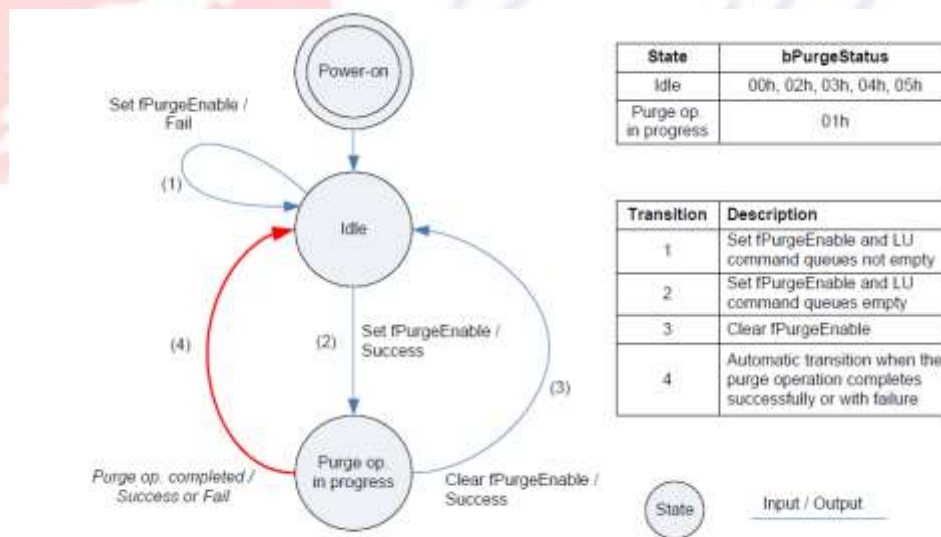 Power-on
Set fPurgeEnable /
Fail
(1)
Idle
(4)
(2)
Set fPurgeEnable /
Success
(3)
Purge op. completed /
Success or Fail
Purge op.
in progress
Clear fPurgeEnable /
Success
State bPurgeStatus
Idle 00h, 02h, 03h, 04h, 05h
Purge op.
in progress
01h
Transition Description
1
Set fPurgeEnable and LU
command queues not empty
2
Set fPurgeEnable and LU
command queues empty
3 Clear fPurgeEnable
4
Automatic transition when the
purge operation completes
successfully or with failure
State
Input / Output